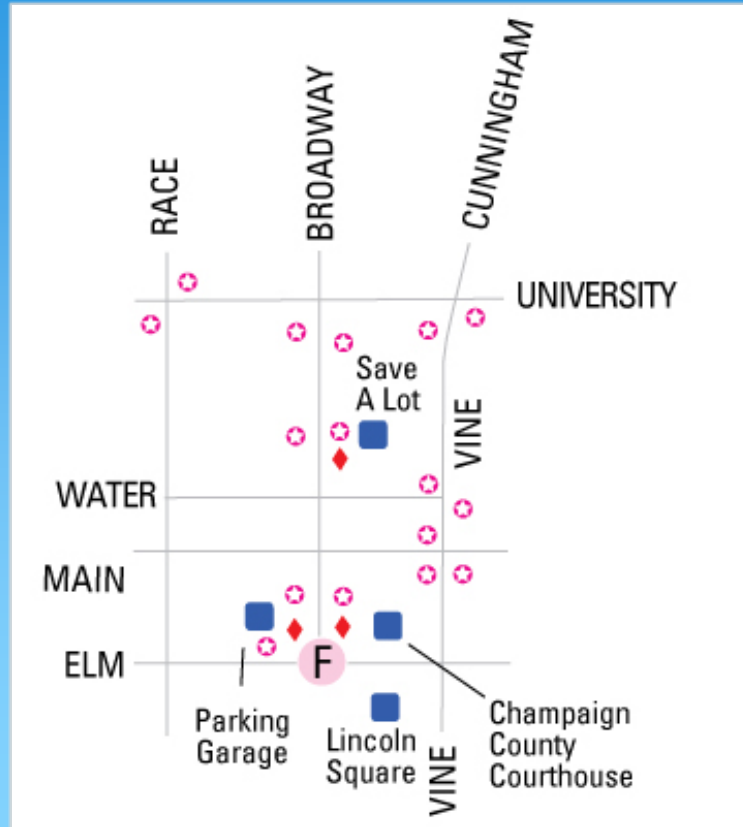 CUNNINGHAM
BROADWAY
RACE
UNIVERSITY
Save
A Lot
VINE
WATER
MAIN
ELM
F
Parking
Garage
Lincoln
Square
Champaign
County
Courthouse
VINE